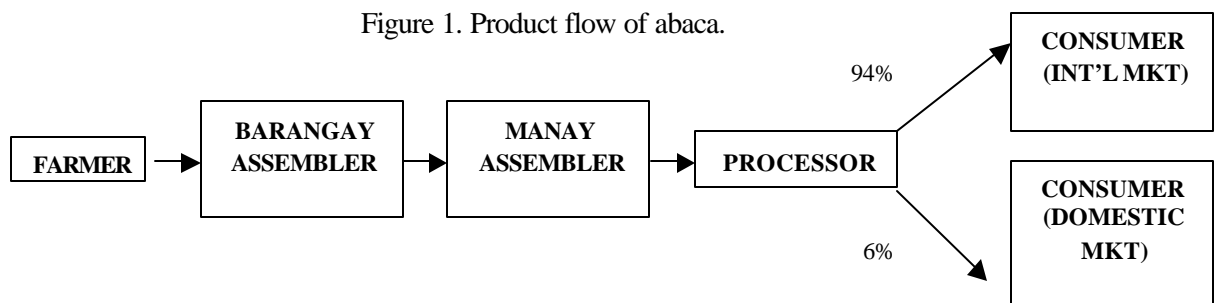 Figure 1. Product flow of abaca.
FARMER
BARANGAY
ASSEMBLER
MANAY
ASSEMBLER
PROCESSOR
94%
CONSUMER
(INT'L MKT)
6%
CONSUMER
(DOMESTIC
MKT)